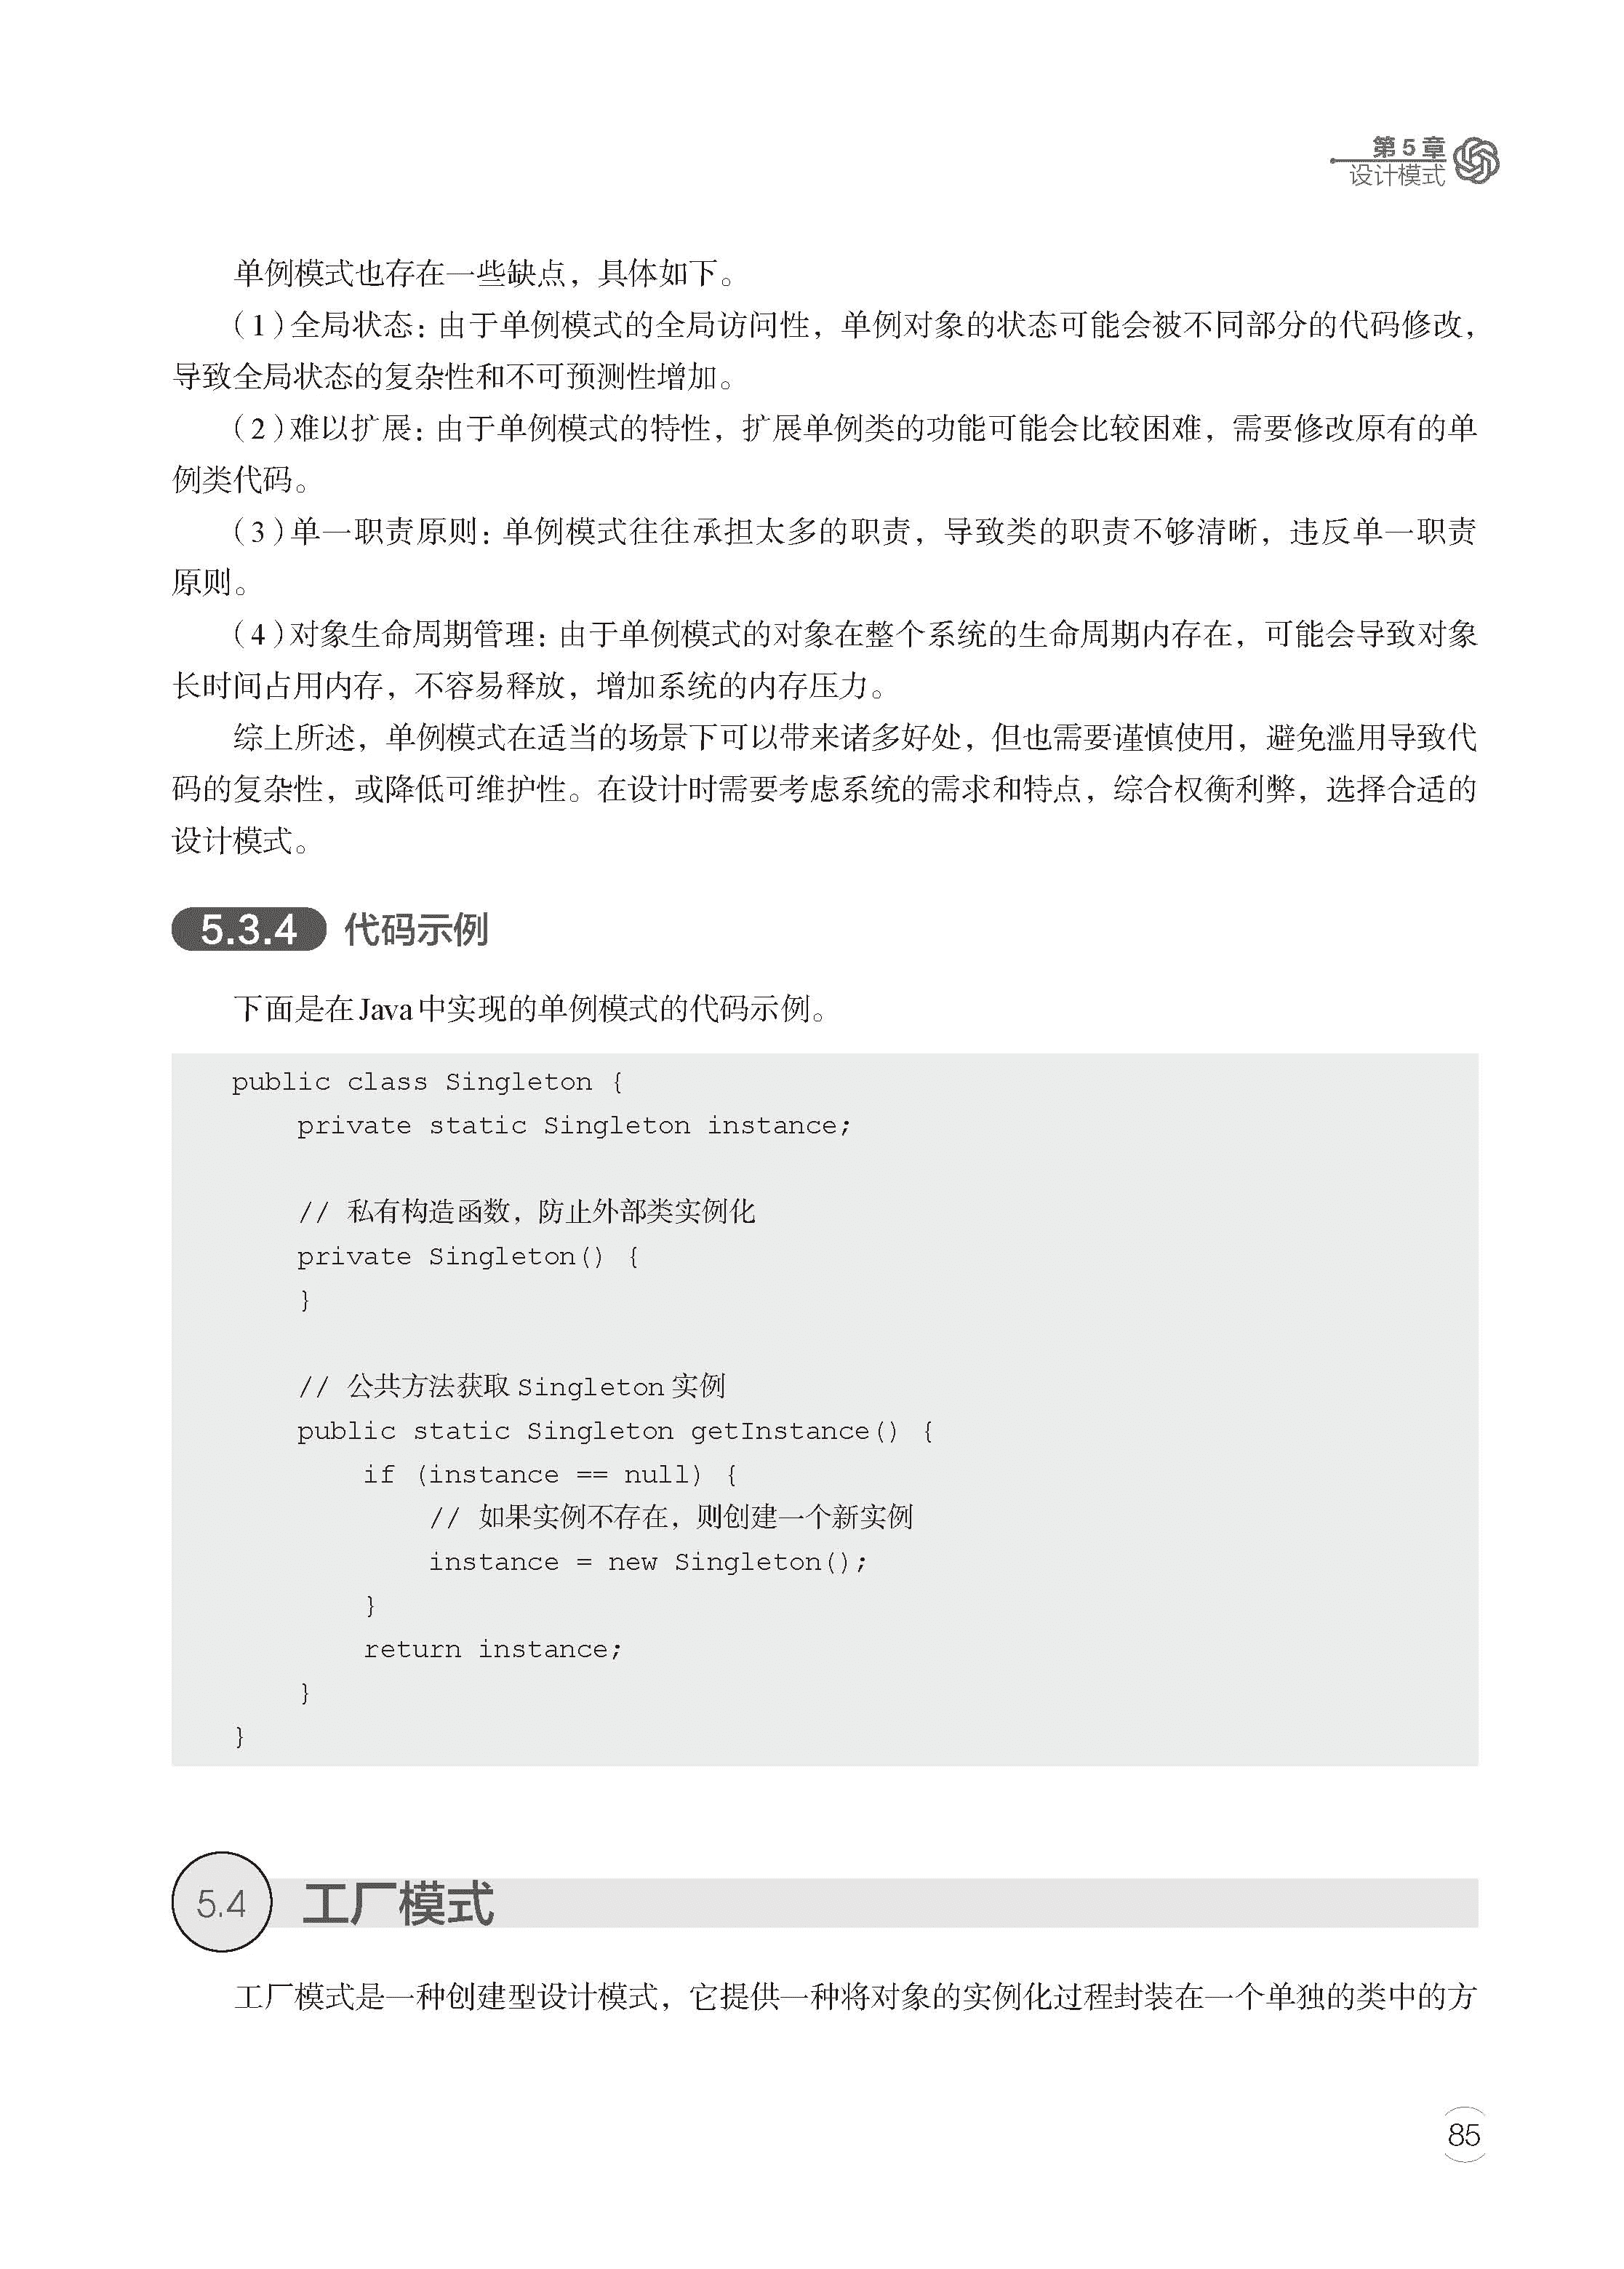 第5章
设计模式
单例模式也存在一些缺点，具体如下。
（1）全局状态：由于单例模式的全局访问性，单例对象的状态可能会被不同部分的代码修改，
导致全局状态的复杂性和不可预测性增加。
（2）难以扩展：由于单例模式的特性，扩展单例类的功能可能会比较困难，需要修改原有的单
例类代码。
（3）单一职责原则：单例模式往往承担太多的职责，导致类的职责不够清晰，违反单一职责
原则。
（4）对象生命周期管理：由于单例模式的对象在整个系统的生命周期内存在，可能会导致对象
长时间占用内存，不容易释放，增加系统的内存压力。
综上所述，单例模式在适当的场景下可以带来诸多好处，但也需要谨慎使用，避免滥用导致代
码的复杂性，或降低可维护性。在设计时需要考虑系统的需求和特点，综合权衡利弊，选择合适的
设计模式。
5.3.4 代码示例
下面是在Java中实现的单例模式的代码示例。
public class Singleton {
    private static Singleton instance;
    // 私有构造函数，防止外部类实例化
    private Singleton() {
    }
    // 公共方法获取Singleton实例
    public static Singleton getInstance() {
        if (instance == null) {
            // 如果实例不存在，则创建一个新实例
            instance = new Singleton();
        }
        return instance;
    }
}
5.4 工厂模式
工厂模式是一种创建型设计模式，它提供一种将对象的实例化过程封装在一个单独的类中的方
85